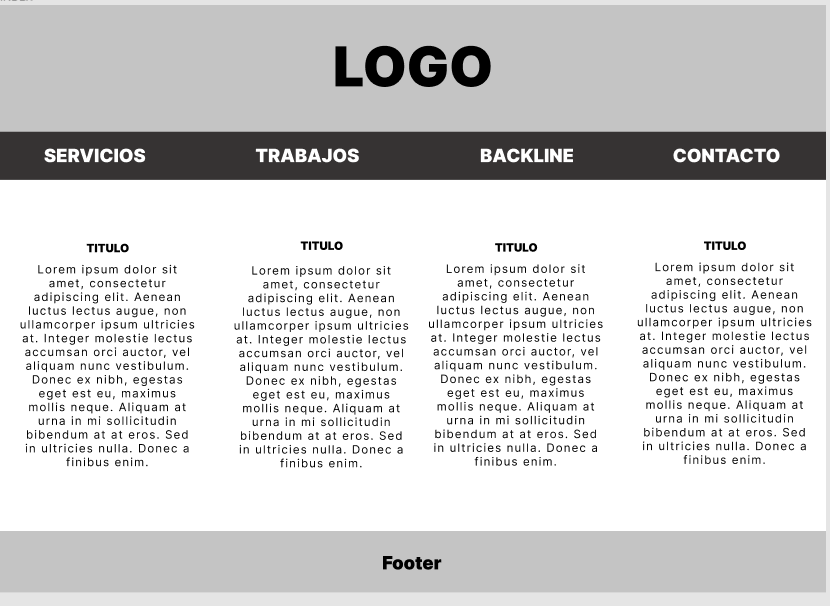 LOGO
SERVICIOS
TRABAJOS
BACKLINE
CONTACTO
TITULO
Lorem ipsum dolor sit
amet, consectetur
adipiscing elit. Aenean
luctus lectus augue, non
ullamcorper ipsum ultricies
at. Integer molestie lectus
accumsan orci auctor, vel
aliquam nunc vestibulum.
Donec ex nibh, egestas
eget est eu, maximus
mollis neque. Aliquam at
urna in mi sollicitudin
bibendum at at eros. Sed
in ultricies nulla. Donec a
finibus enim.
TITULO
Lorem ipsum dolor sit
amet, consectetur
adipiscing elit. Aenean
luctus lectus augue, non
ullamcorper ipsum ultricies
at. Integer molestie lectus
accumsan orci auctor, vel
aliquam nunc vestibulum.
Donec ex nibh, egestas
eget est eu, maximus
mollis neque. Aliquam at
urna in mi sollicitudin
bibendum at at eros. Sed
in ultricies nulla. Donec a
finibus enim.
TITULO
Lorem ipsum dolor sit
amet, consectetur
adipiscing elit. Aenean
luctus lectus augue, non
ullamcorper ipsum ultricies
at. Integer molestie lectus
accumsan orci auctor, vel
aliquam nunc vestibulum.
Donec ex nibh, egestas
eget est eu, maximus
mollis neque. Aliquam at
urna in mi sollicitudin
bibendum at at eros. Sed
in ultricies nulla. Donec a
finibus enim.
TITULO
Lorem ipsum dolor sit
amet, consectetur
adipiscing elit. Aenean
luctus lectus augue, non
ullamcorper ipsum ultricies
at. Integer molestie lectus
accumsan orci auctor, vel
aliquam nunc vestibulum.
Donec ex nibh, egestas
eget est eu, maximus
mollis neque. Aliquam at
urna in mi sollicitudin
bibendum at at eros. Sed
in ultricies nulla. Donec a
finibus enim.
Footer